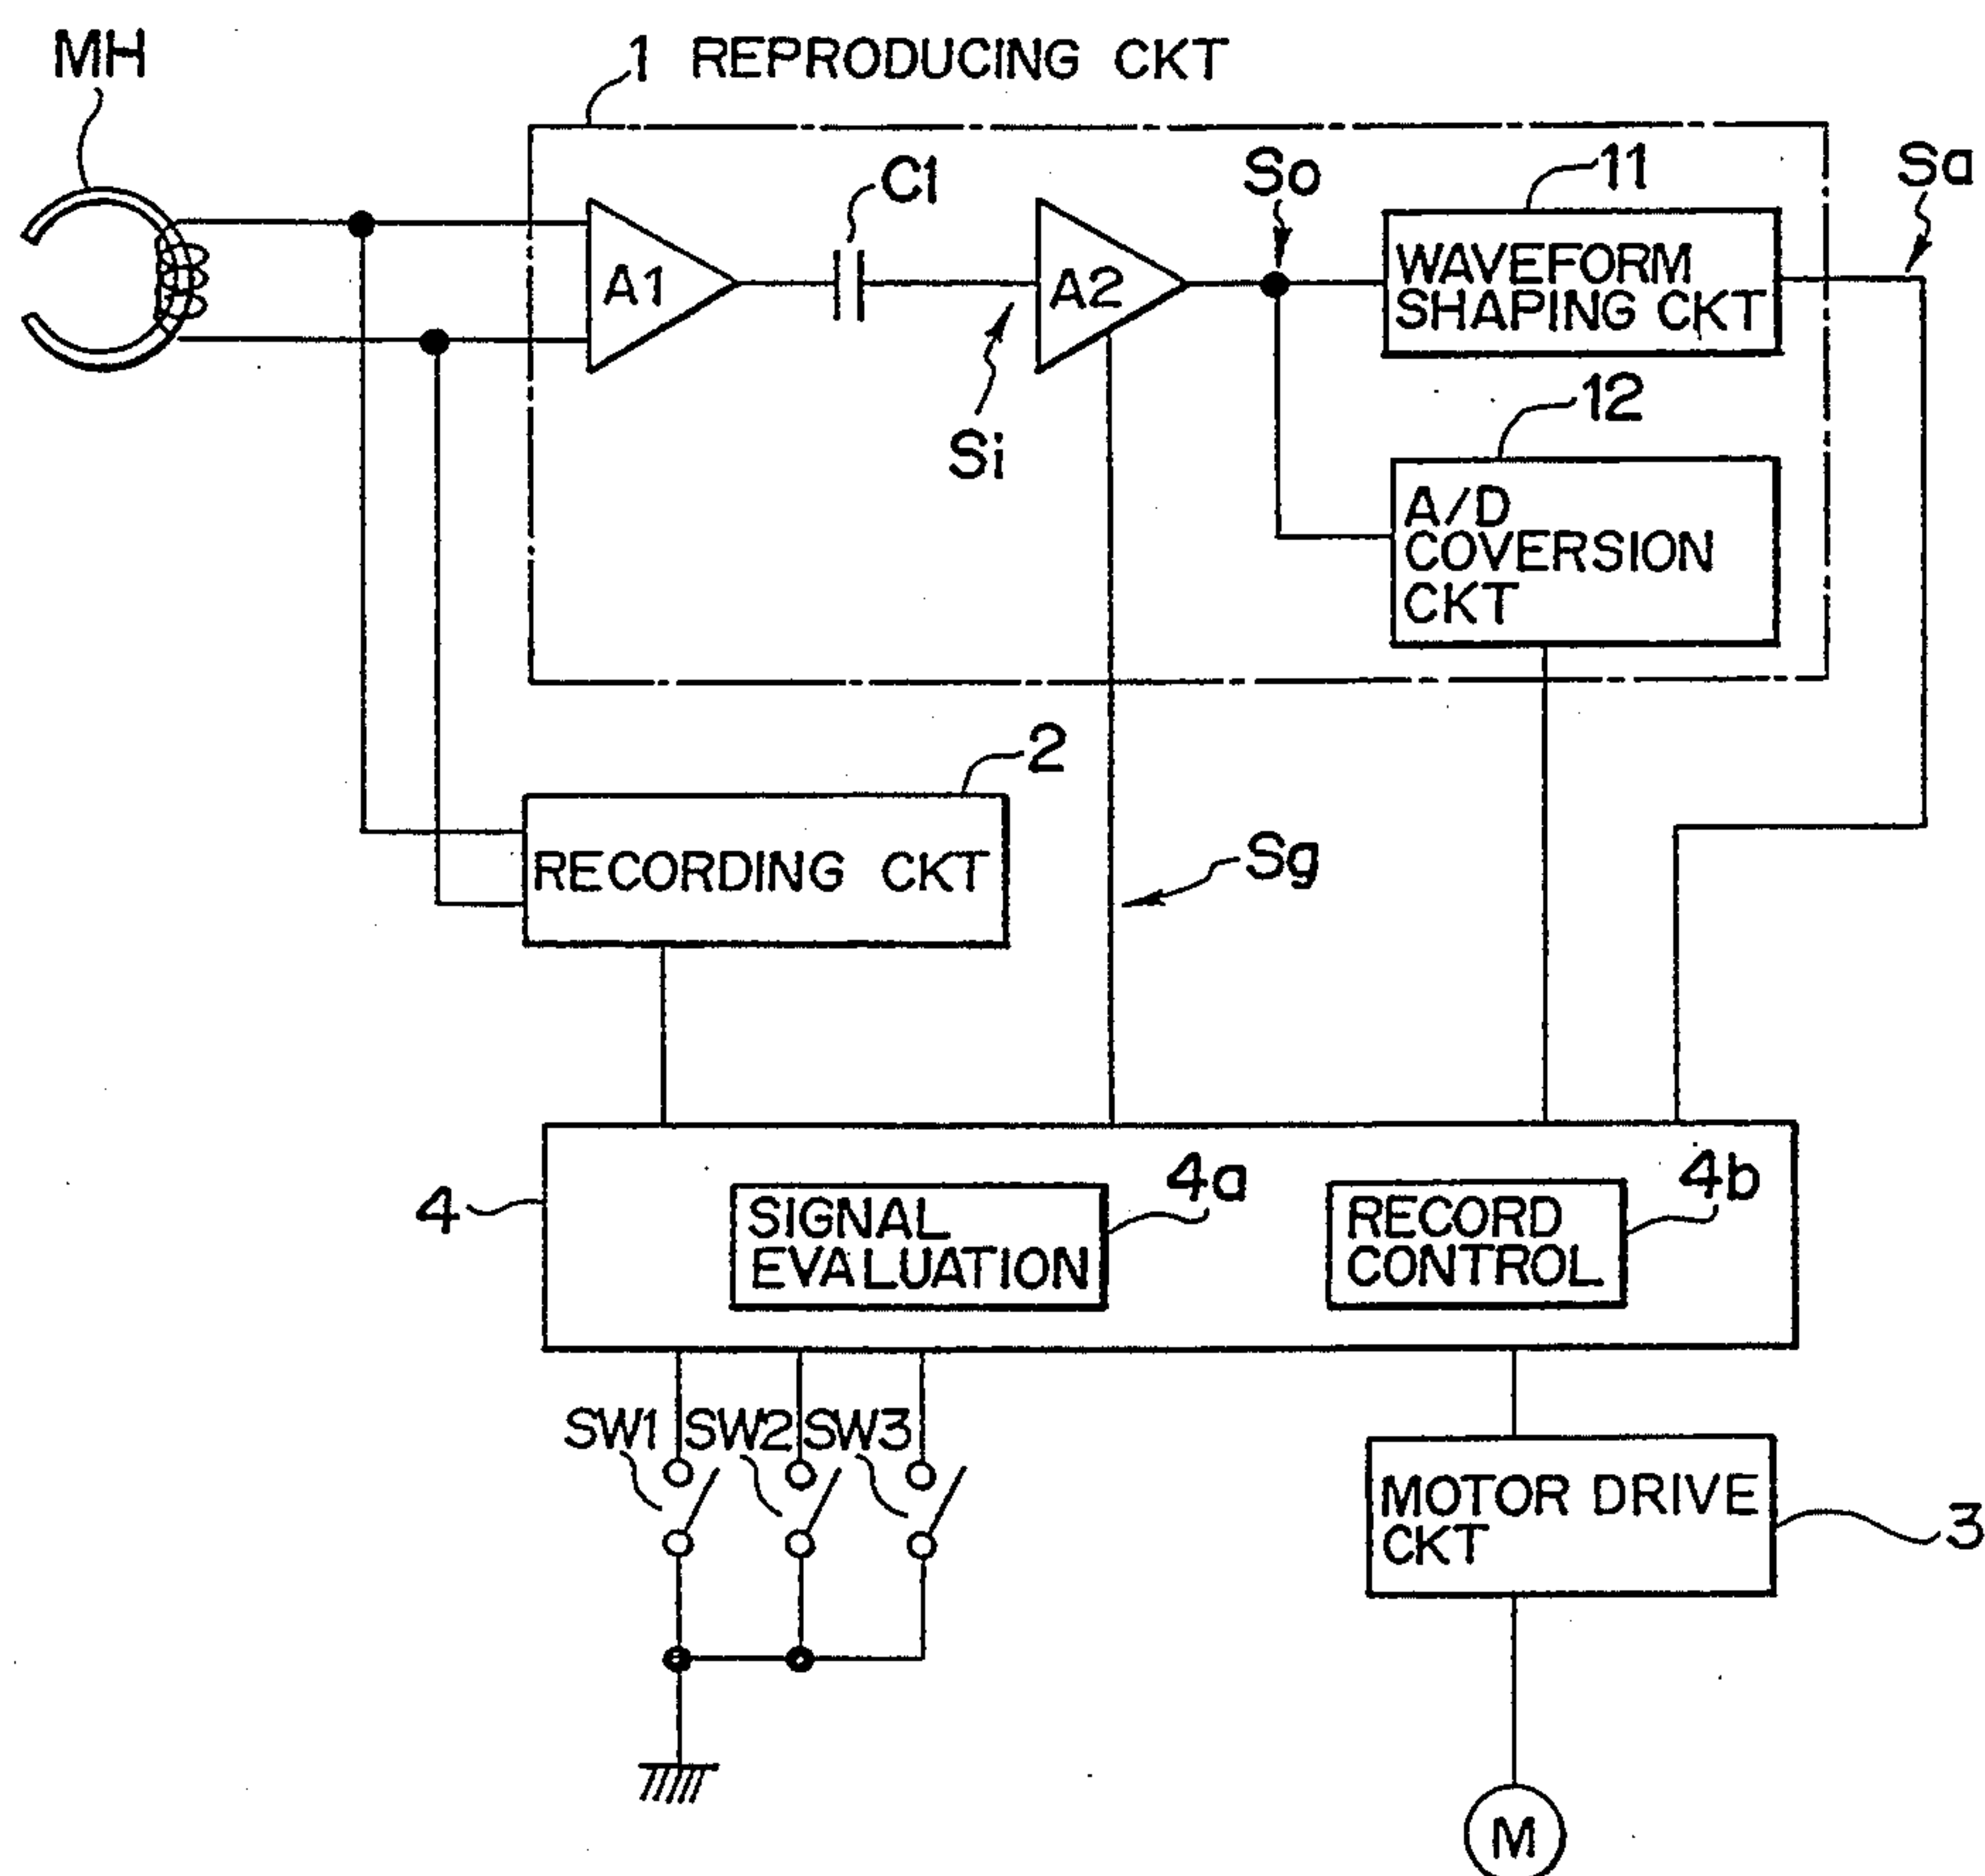 MH
1 REPRODUCING CKT
C1
So
11
Sa
A1
A2
WAVEFORM
SHAPING CKT
Si
12
A/D
COVERSION
CKT
2
RECORDING CKT
Sg
4
SIGNAL
EVALUATION
4a
RECORD
CONTROL
4b
SW1
SW2
SW3
MOTOR DRIVE
CKT
3
M